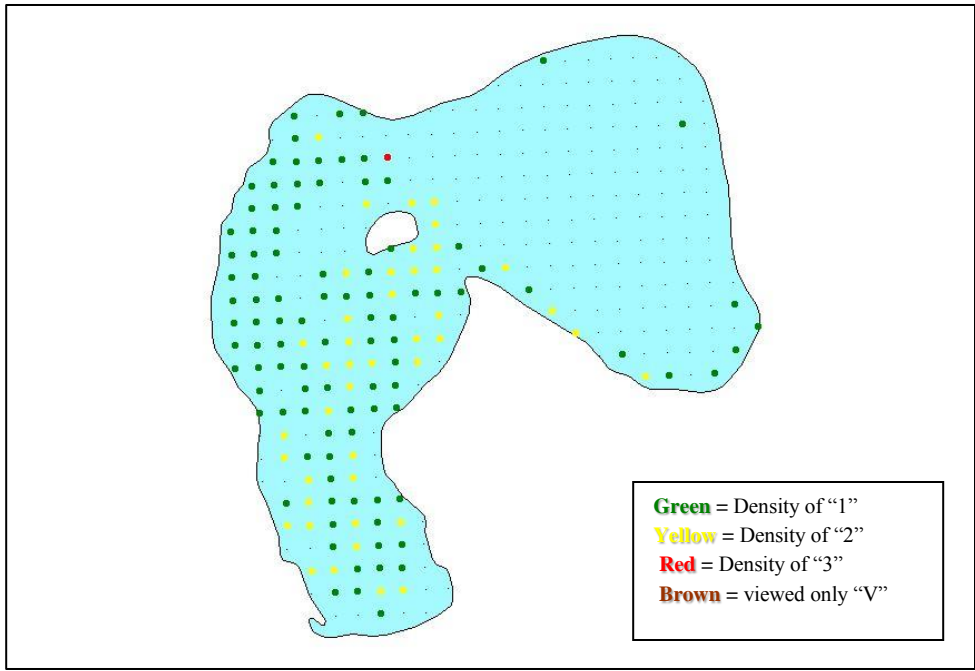 Green = Density of “1”
Yellow = Density of “2”
Red = Density of “3”
Brown = viewed only “V”